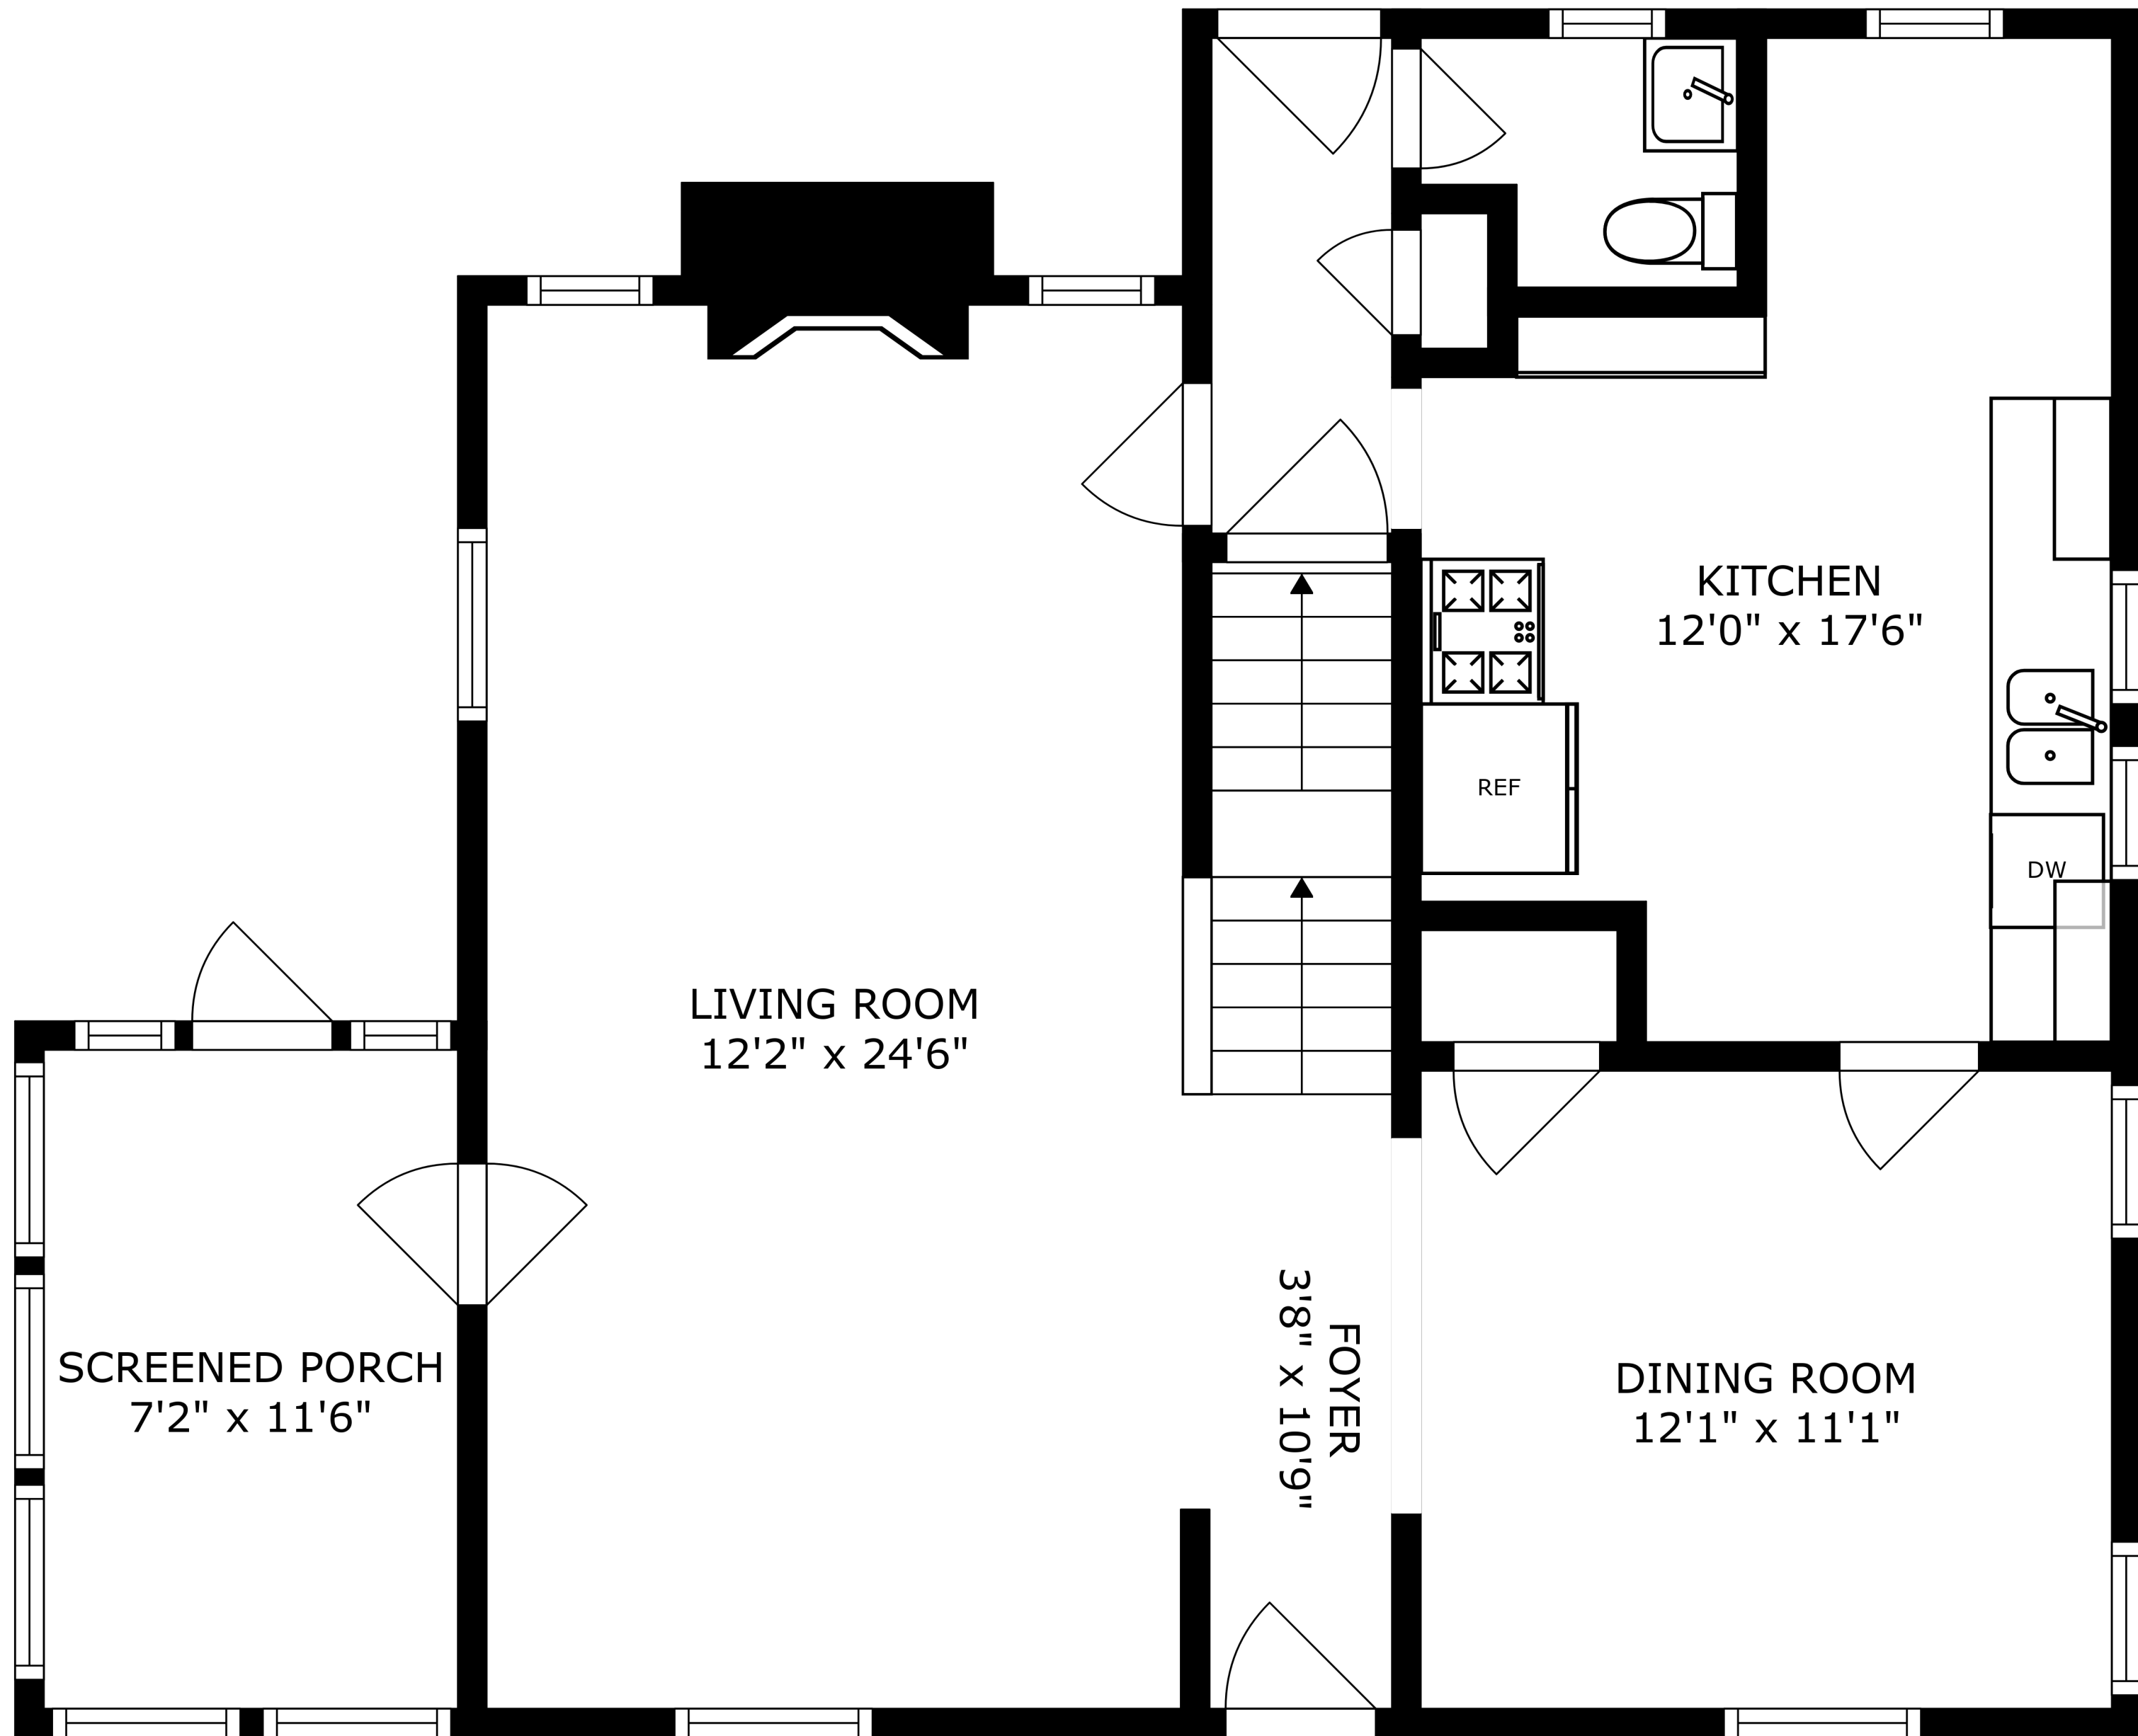 KITCHEN
12'0" x 17'6"
REF
DW
LIVING ROOM
12'2" x 24'6"
FOYER
3'8" x 10'9"
SCREENED PORCH
7'2" x 11'6"
DINING ROOM
12'1" x 11'1"